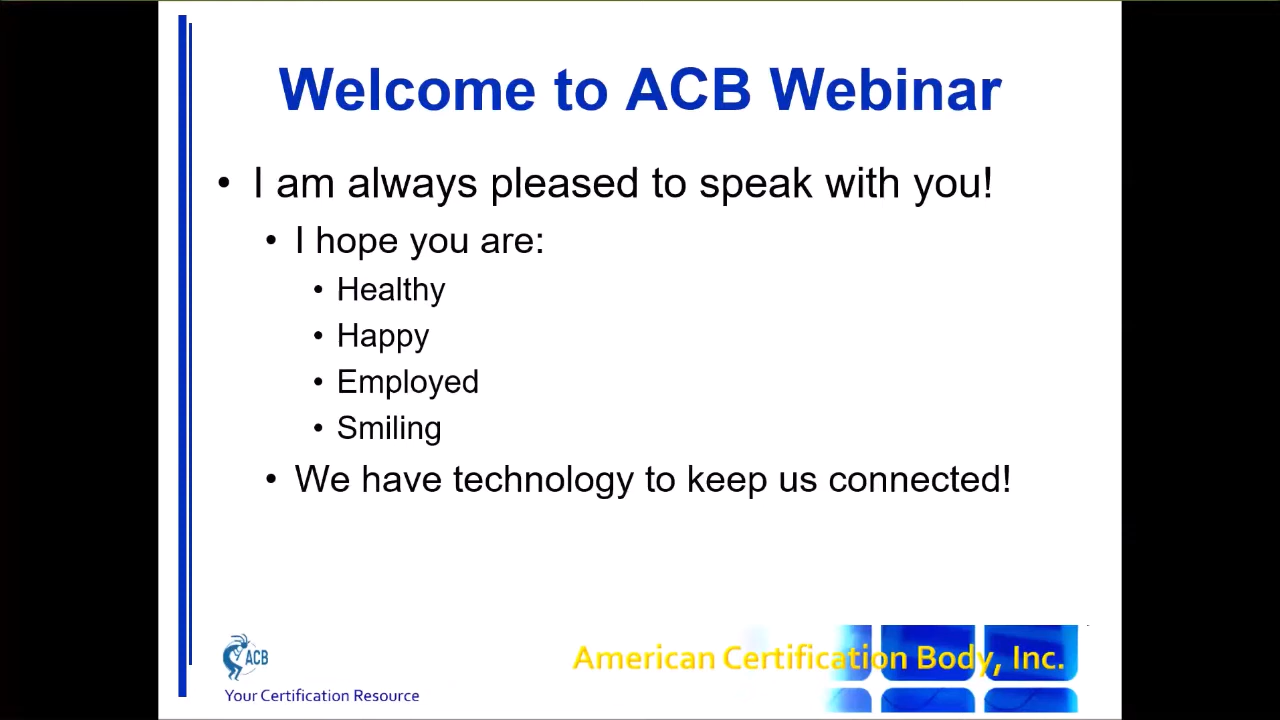 Welcome to ACB Webinar
• I am always pleased to speak with you!
• I hope you are:
• Healthy
• Happy
• Employed
• Smiling
• We have technology to keep us connected!
ACB
American Certification Body, Inc.
Your Certification Resource